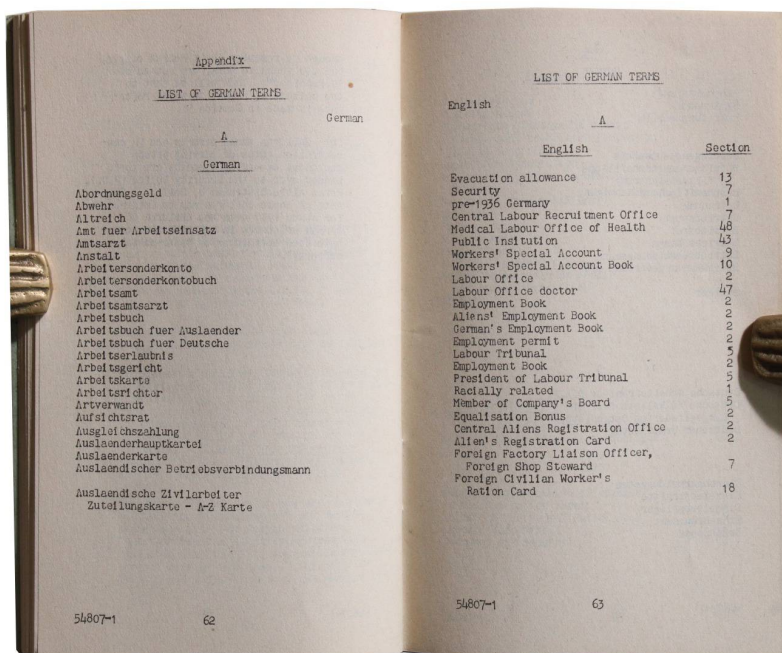 Appendix
LIST OF GERMAN TERMS
German
A
German
Abordnungsgeld
Abwehr
Altreich
Amt fuer Arbeitseinsatz
Amtsarzt
Anstalt
Arbeitersonderkonto
Arbeitersonderkontobuch
Arbeitsamt
Arbeitsamtsarzt
Arbeitsbuch
Arbeitsbuch fuer Auslaender
Arbeitsbuch fuer Deutsche
Arbeitserlaubnis
Arbeitsgericht
Arbeitskarte
Arbeitsrichter
Artverwandt
Aufsichtsrat
Ausgleichszahlung
Auslaenderhauptkartei
Auslaenderkarte
Auslaendischer Betriebsverbindungsmann
Auslaendische Zivilarbeiter
Zuteilungskarte - A-Z Karte
54807-1 62
LIST OF GERMAN TERMS
English
A
English Section
Evacuation allowance 13
Security 7
pre-1936 Germany 1
Central Labour Recruitment Office 7
Medical Labour Office of Health 48
Public Insitution 43
Workers' Special Account 9
Workers' Special Account Book 10
Labour Office 2
Labour Office doctor 47
Employment Book 2
Aliens' Employment Book 2
German's Employment Book 2
Employment permit 2
Labour Tribunal 5
Employment Book 2
President of Labour Tribunal 5
Racially related 1
Member of Company's Board 5
Equalisation Bonus 2
Central Aliens Registration Office 2
Alien's Registration Card 2
Foreign Factory Liaison Officer,
Foreign Shop Steward 7
Foreign Civilian Worker's
Ration Card 18
54807-1 63